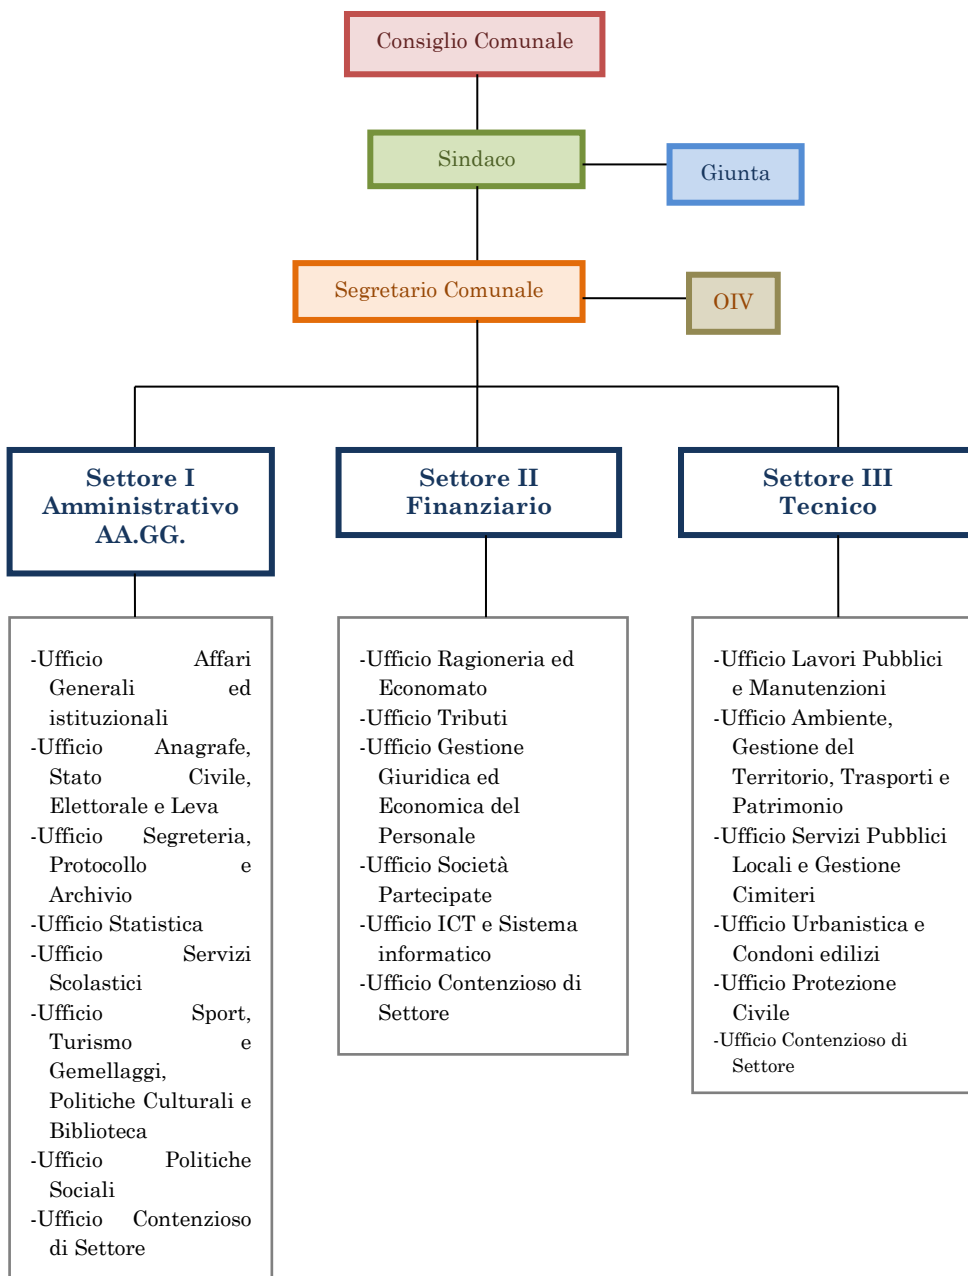 Consiglio Comunale
Sindaco
Giunta
Segretario Comunale
OIV
Settore I
Amministrativo
AA.GG.
Settore II
Finanziario
Settore III
Tecnico
-Ufficio Affari
Generali ed
istituzionali
-Ufficio Anagrafe,
Stato Civile,
Elettorale e Leva
-Ufficio Segreteria,
Protocollo e
Archivio
-Ufficio Statistica
-Ufficio Servizi
Scolastici
-Ufficio Sport,
Turismo e
Gemellaggi,
Politiche Culturali e
Biblioteca
-Ufficio Politiche
Sociali
-Ufficio Contenzioso
di Settore
-Ufficio Ragioneria ed
Economato
-Ufficio Tributi
-Ufficio Gestione
Giuridica ed
Economica del
Personale
-Ufficio Società
Partecipate
-Ufficio ICT e Sistema
informatico
-Ufficio Contenzioso di
Settore
-Ufficio Lavori Pubblici
e Manutenzioni
-Ufficio Ambiente,
Gestione del
Territorio, Trasporti e
Patrimonio
-Ufficio Servizi Pubblici
Locali e Gestione
Cimiteri
-Ufficio Urbanistica e
Condoni edilizi
-Ufficio Protezione
Civile
-Ufficio Contenzioso di
Settore